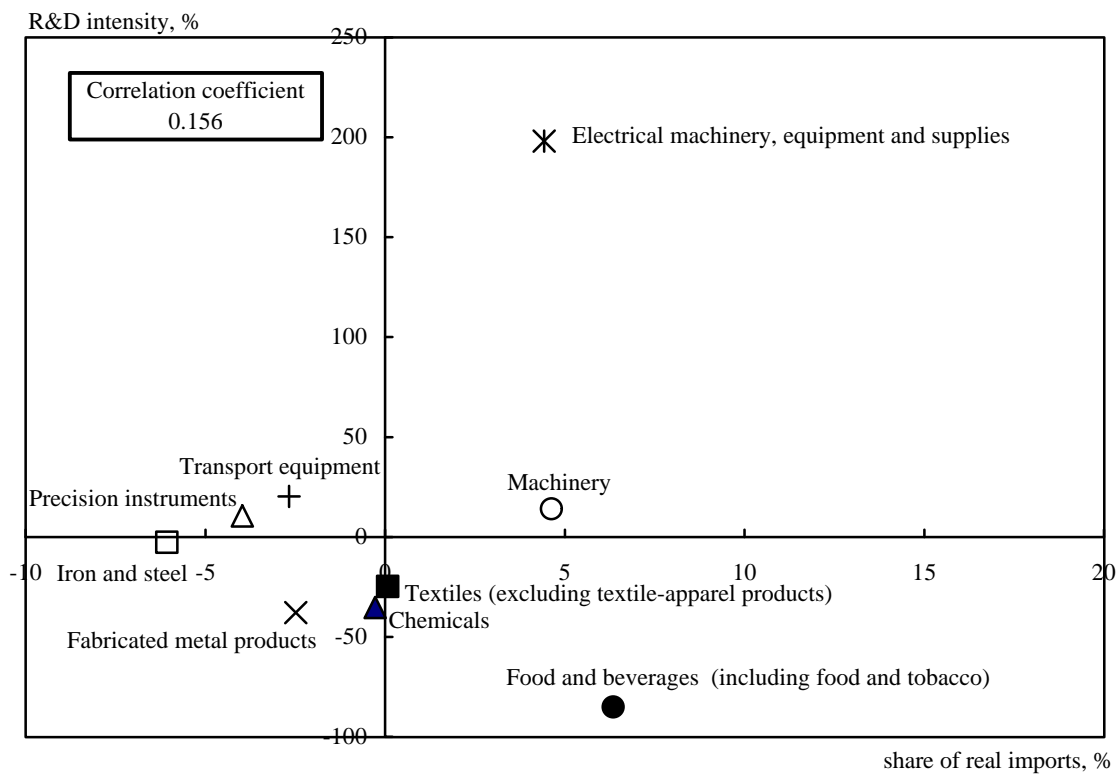 R&D intensity, %
250
Correlation coefficient
0.156
200
Electrical machinery, equipment and supplies
150
100
50
Transport equipment
Machinery
Precision instruments
0
-10
Iron and steel
-5
0
5
10
15
20
Textiles (excluding textile-apparel products)
Chemicals
-50
Fabricated metal products
Food and beverages (including food and tobacco)
-100
share of real imports, %